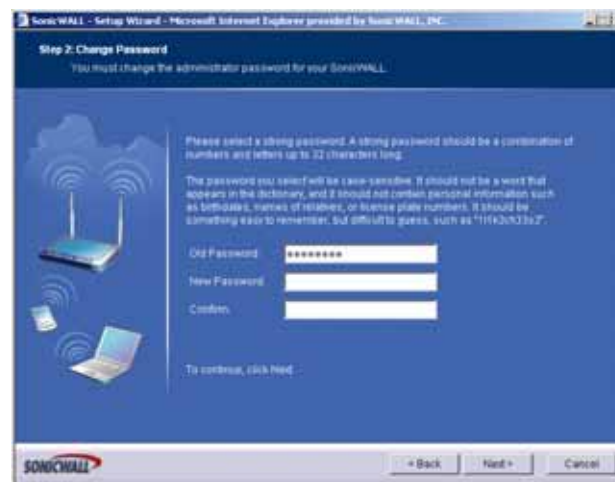 SonicWALL - Setup Wizard - Microsoft Internet Explorer provided by SonicWALL, INC.
Step 2: Change Password
You must change the administrator password for your SonicWALL.
Please select a strong password. A strong password should be a combination of
numbers and letters up to 32 characters long.
The password you select will be case-sensitive. It should not be a word that
appears in the dictionary, and it should not contain personal information such
as birthdates, names of relatives, or license plate numbers. It should be
something easy to remember, but difficult to guess, such as
Old Password: ********
New Password:
Confirm:
To continue, click Next.
SONICWALL
< Back
Next >
Cancel